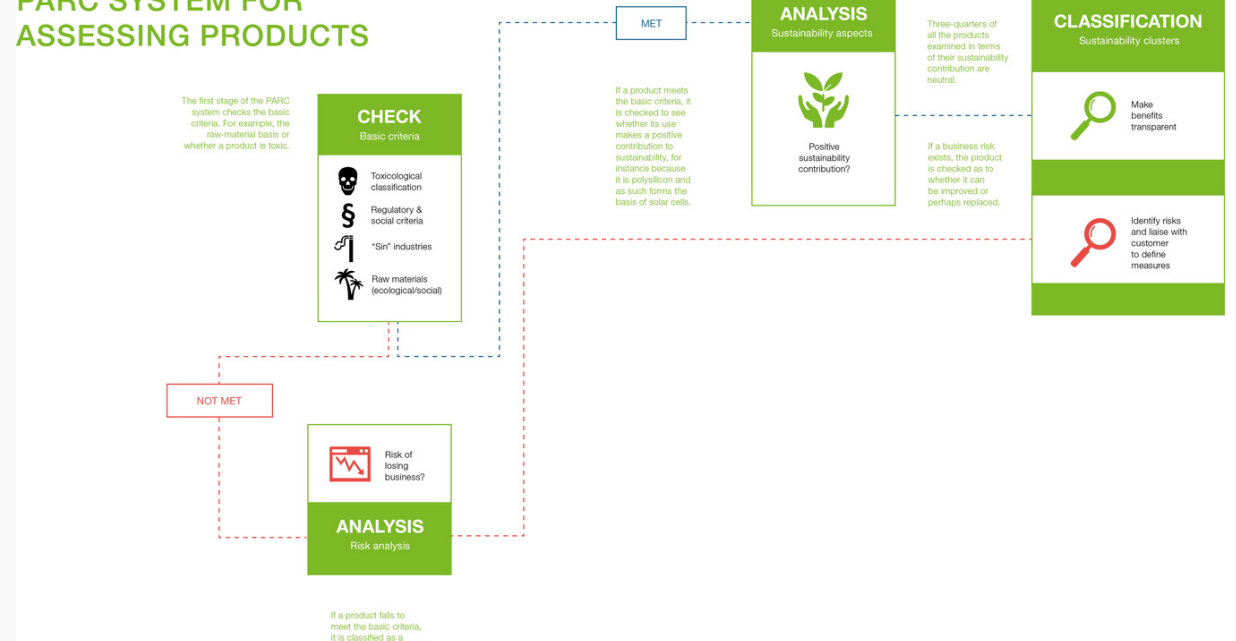 PARC SYSTEM FOR
ASSESSING PRODUCTS
The first stage of the PARC
system checks the basic
criteria. For example, the
raw-material basis or
whether a product is toxic.
CHECK
Basic criteria
Toxicological
classification
§
Regulatory &
social criteria
“Sin” industries
Raw materials
(ecological/social)
MET
If a product meets
the basic criteria, it
is checked to see
whether its use
makes a positive
contribution to
sustainability, for
instance because
it is polysilicon and
as such forms the
basis of solar cells.
ANALYSIS
Sustainability aspects
Positive
sustainability
contribution?
Three-quarters of
all the products
examined in terms
of their sustainability
contribution are
neutral.
If a business risk
exists, the product
is checked as to
whether it can
be improved or
perhaps replaced.
CLASSIFICATION
Sustainability clusters
Make
benefits
transparent
Identify risks
and liaise with
customer
to define
measures
NOT MET
Risk of
losing
business?
ANALYSIS
Risk analysis
If a product fails to
meet the basic criteria,
it is classified as a